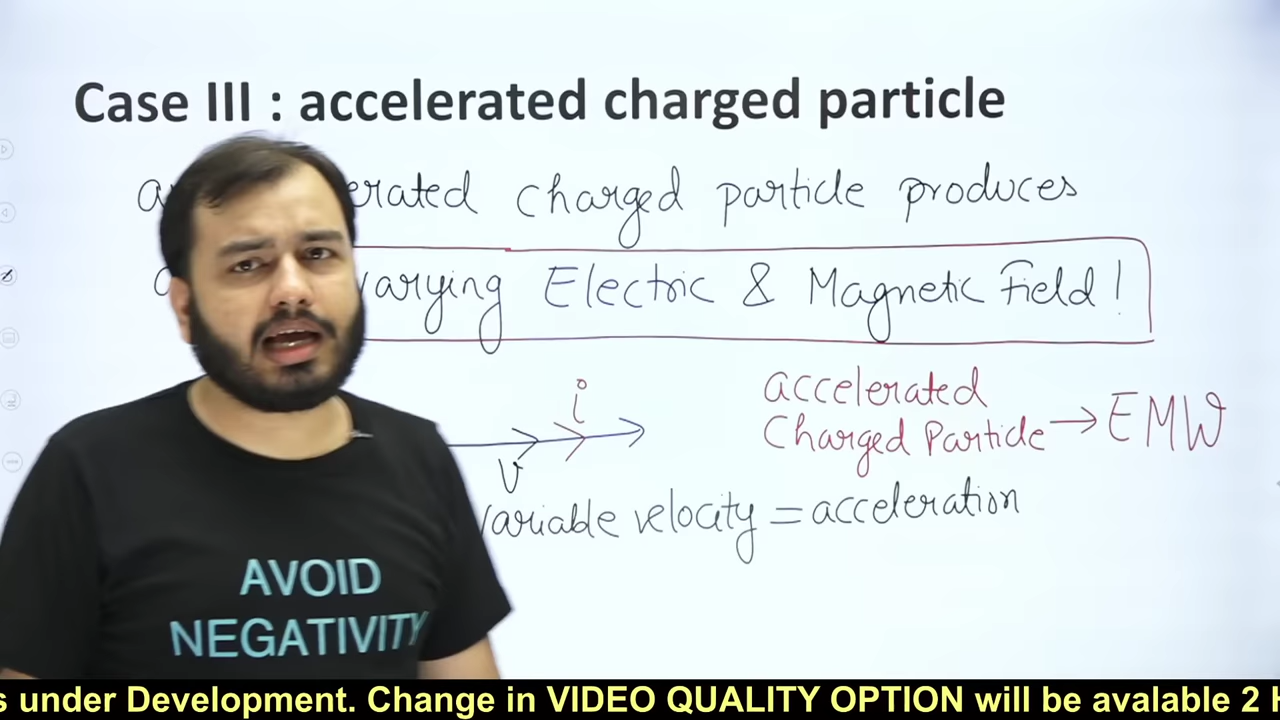 Case III : accelerated charged particle
erated charged particle produces
varying Electric & Magnetic Field!
i
accelerated
Charged Particle → EMW
v
variable velocity = acceleration
AVOID
NEGATIVITY
s under Development. Change in VIDEO QUALITY OPTION will be avalable 2